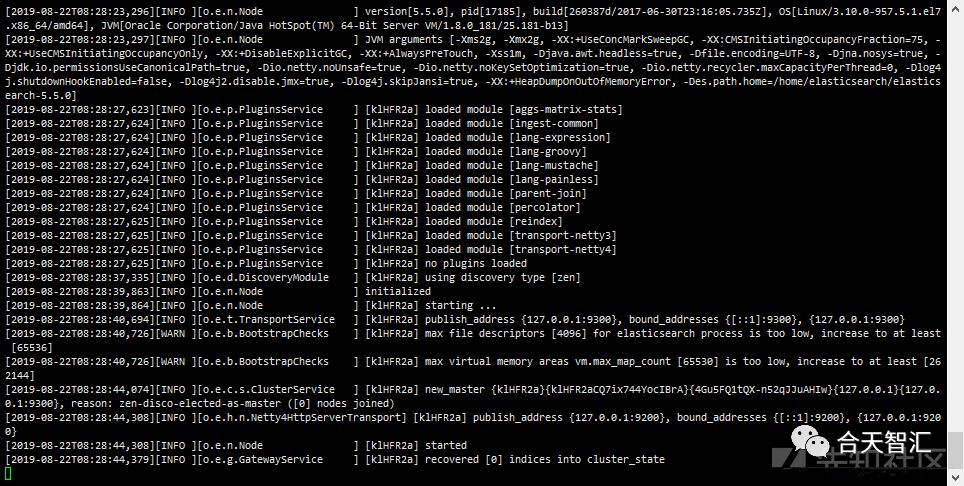 [2019-08-22T08:28:23,296][INFO ][o.e.n.Node               ] version[5.5.0], pid[17185], build[260387d/2017-06-30T23:16:05.735Z], OS[Linux/3.10.0-957.5.1.el7
.x86_64/amd64], JVM[Oracle Corporation/Java HotSpot(TM) 64-Bit Server VM/1.8.0_181/25.181-b13]
[2019-08-22T08:28:23,297][INFO ][o.e.n.Node               ] JVM arguments [-Xms2g, -Xmx2g, -XX:+UseConcMarkSweepGC, -XX:CMSInitiatingOccupancyFraction=75, -
XX:+UseCMSInitiatingOccupancyOnly, -XX:+DisableExplicitGC, -XX:+AlwaysPreTouch, -Xss1m, -Djava.awt.headless=true, -Dfile.encoding=UTF-8, -Djna.nosys=true, -
Djdk.io.permissionsUseCanonicalPath=true, -Dio.netty.noUnsafe=true, -Dio.netty.noKeySetOptimization=true, -Dio.netty.recycler.maxCapacityPerThread=0, -Dlog4
j.shutdownHookEnabled=false, -Dlog4j2.disable.jmx=true, -Dlog4j.skipJansi=true, -XX:+HeapDumpOnOutOfMemoryError, -Des.path.home=/home/elasticsearch/elastics
earch-5.5.0]
[2019-08-22T08:28:27,623][INFO ][o.e.p.PluginsService     ] [klHFR2a] loaded module [aggs-matrix-stats]
[2019-08-22T08:28:27,624][INFO ][o.e.p.PluginsService     ] [klHFR2a] loaded module [ingest-common]
[2019-08-22T08:28:27,624][INFO ][o.e.p.PluginsService     ] [klHFR2a] loaded module [lang-expression]
[2019-08-22T08:28:27,624][INFO ][o.e.p.PluginsService     ] [klHFR2a] loaded module [lang-groovy]
[2019-08-22T08:28:27,624][INFO ][o.e.p.PluginsService     ] [klHFR2a] loaded module [lang-mustache]
[2019-08-22T08:28:27,624][INFO ][o.e.p.PluginsService     ] [klHFR2a] loaded module [lang-painless]
[2019-08-22T08:28:27,624][INFO ][o.e.p.PluginsService     ] [klHFR2a] loaded module [parent-join]
[2019-08-22T08:28:27,624][INFO ][o.e.p.PluginsService     ] [klHFR2a] loaded module [percolator]
[2019-08-22T08:28:27,625][INFO ][o.e.p.PluginsService     ] [klHFR2a] loaded module [reindex]
[2019-08-22T08:28:27,625][INFO ][o.e.p.PluginsService     ] [klHFR2a] loaded module [transport-netty3]
[2019-08-22T08:28:27,625][INFO ][o.e.p.PluginsService     ] [klHFR2a] loaded module [transport-netty4]
[2019-08-22T08:28:27,625][INFO ][o.e.p.PluginsService     ] [klHFR2a] no plugins loaded
[2019-08-22T08:28:37,335][INFO ][o.e.d.DiscoveryModule    ] [klHFR2a] using discovery type [zen]
[2019-08-22T08:28:39,863][INFO ][o.e.n.Node               ] initialized
[2019-08-22T08:28:39,864][INFO ][o.e.n.Node               ] [klHFR2a] starting ...
[2019-08-22T08:28:40,694][INFO ][o.e.t.TransportService   ] [klHFR2a] publish_address {127.0.0.1:9300}, bound_addresses {[::1]:9300}, {127.0.0.1:9300}
[2019-08-22T08:28:40,726][WARN ][o.e.b.BootstrapChecks    ] [klHFR2a] max file descriptors [4096] for elasticsearch process is too low, increase to at least
 [65536]
[2019-08-22T08:28:40,726][WARN ][o.e.b.BootstrapChecks    ] [klHFR2a] max virtual memory areas vm.max_map_count [65530] is too low, increase to at least [26
2144]
[2019-08-22T08:28:44,074][INFO ][o.e.c.s.ClusterService   ] [klHFR2a] new_master {klHFR2a}{klHFR2aCQ7ix744YocIBrA}{4Gu5FQ1tQX-n52qJJuAHIw}{127.0.0.1}{127.0.
0.1:9300}, reason: zen-disco-elected-as-master ([0] nodes joined)
[2019-08-22T08:28:44,308][INFO ][o.e.h.n.Netty4HttpServerTransport] [klHFR2a] publish_address {127.0.0.1:9200}, bound_addresses {[::1]:9200}, {127.0.0.1:920
0}
[2019-08-22T08:28:44,308][INFO ][o.e.n.Node               ] [klHFR2a] started
[2019-08-22T08:28:44,379][INFO ][o.e.g.GatewayService     ] [klHFR2a] recovered [0] indices into cluster_state
合天智汇